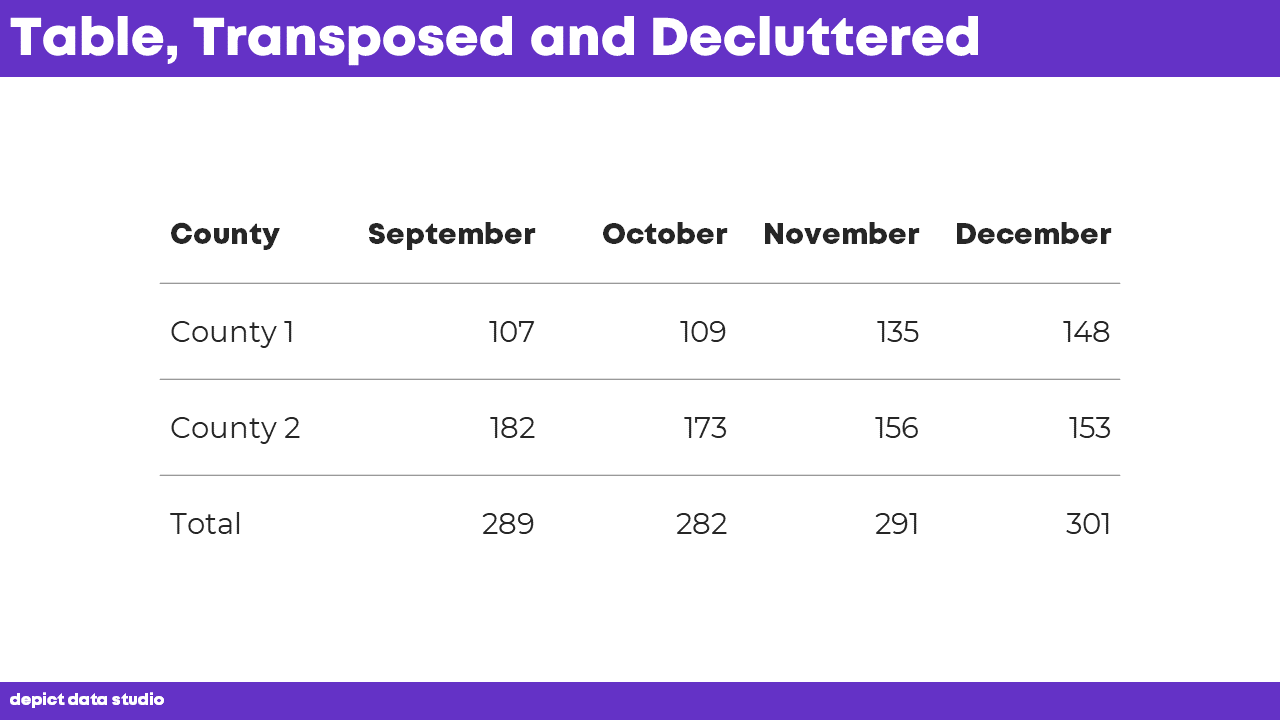 Table, Transposed and Decluttered
County September October November December
County 1 107 109 135 148
County 2 182 173 156 153
Total 289 282 291 301
depict data studio